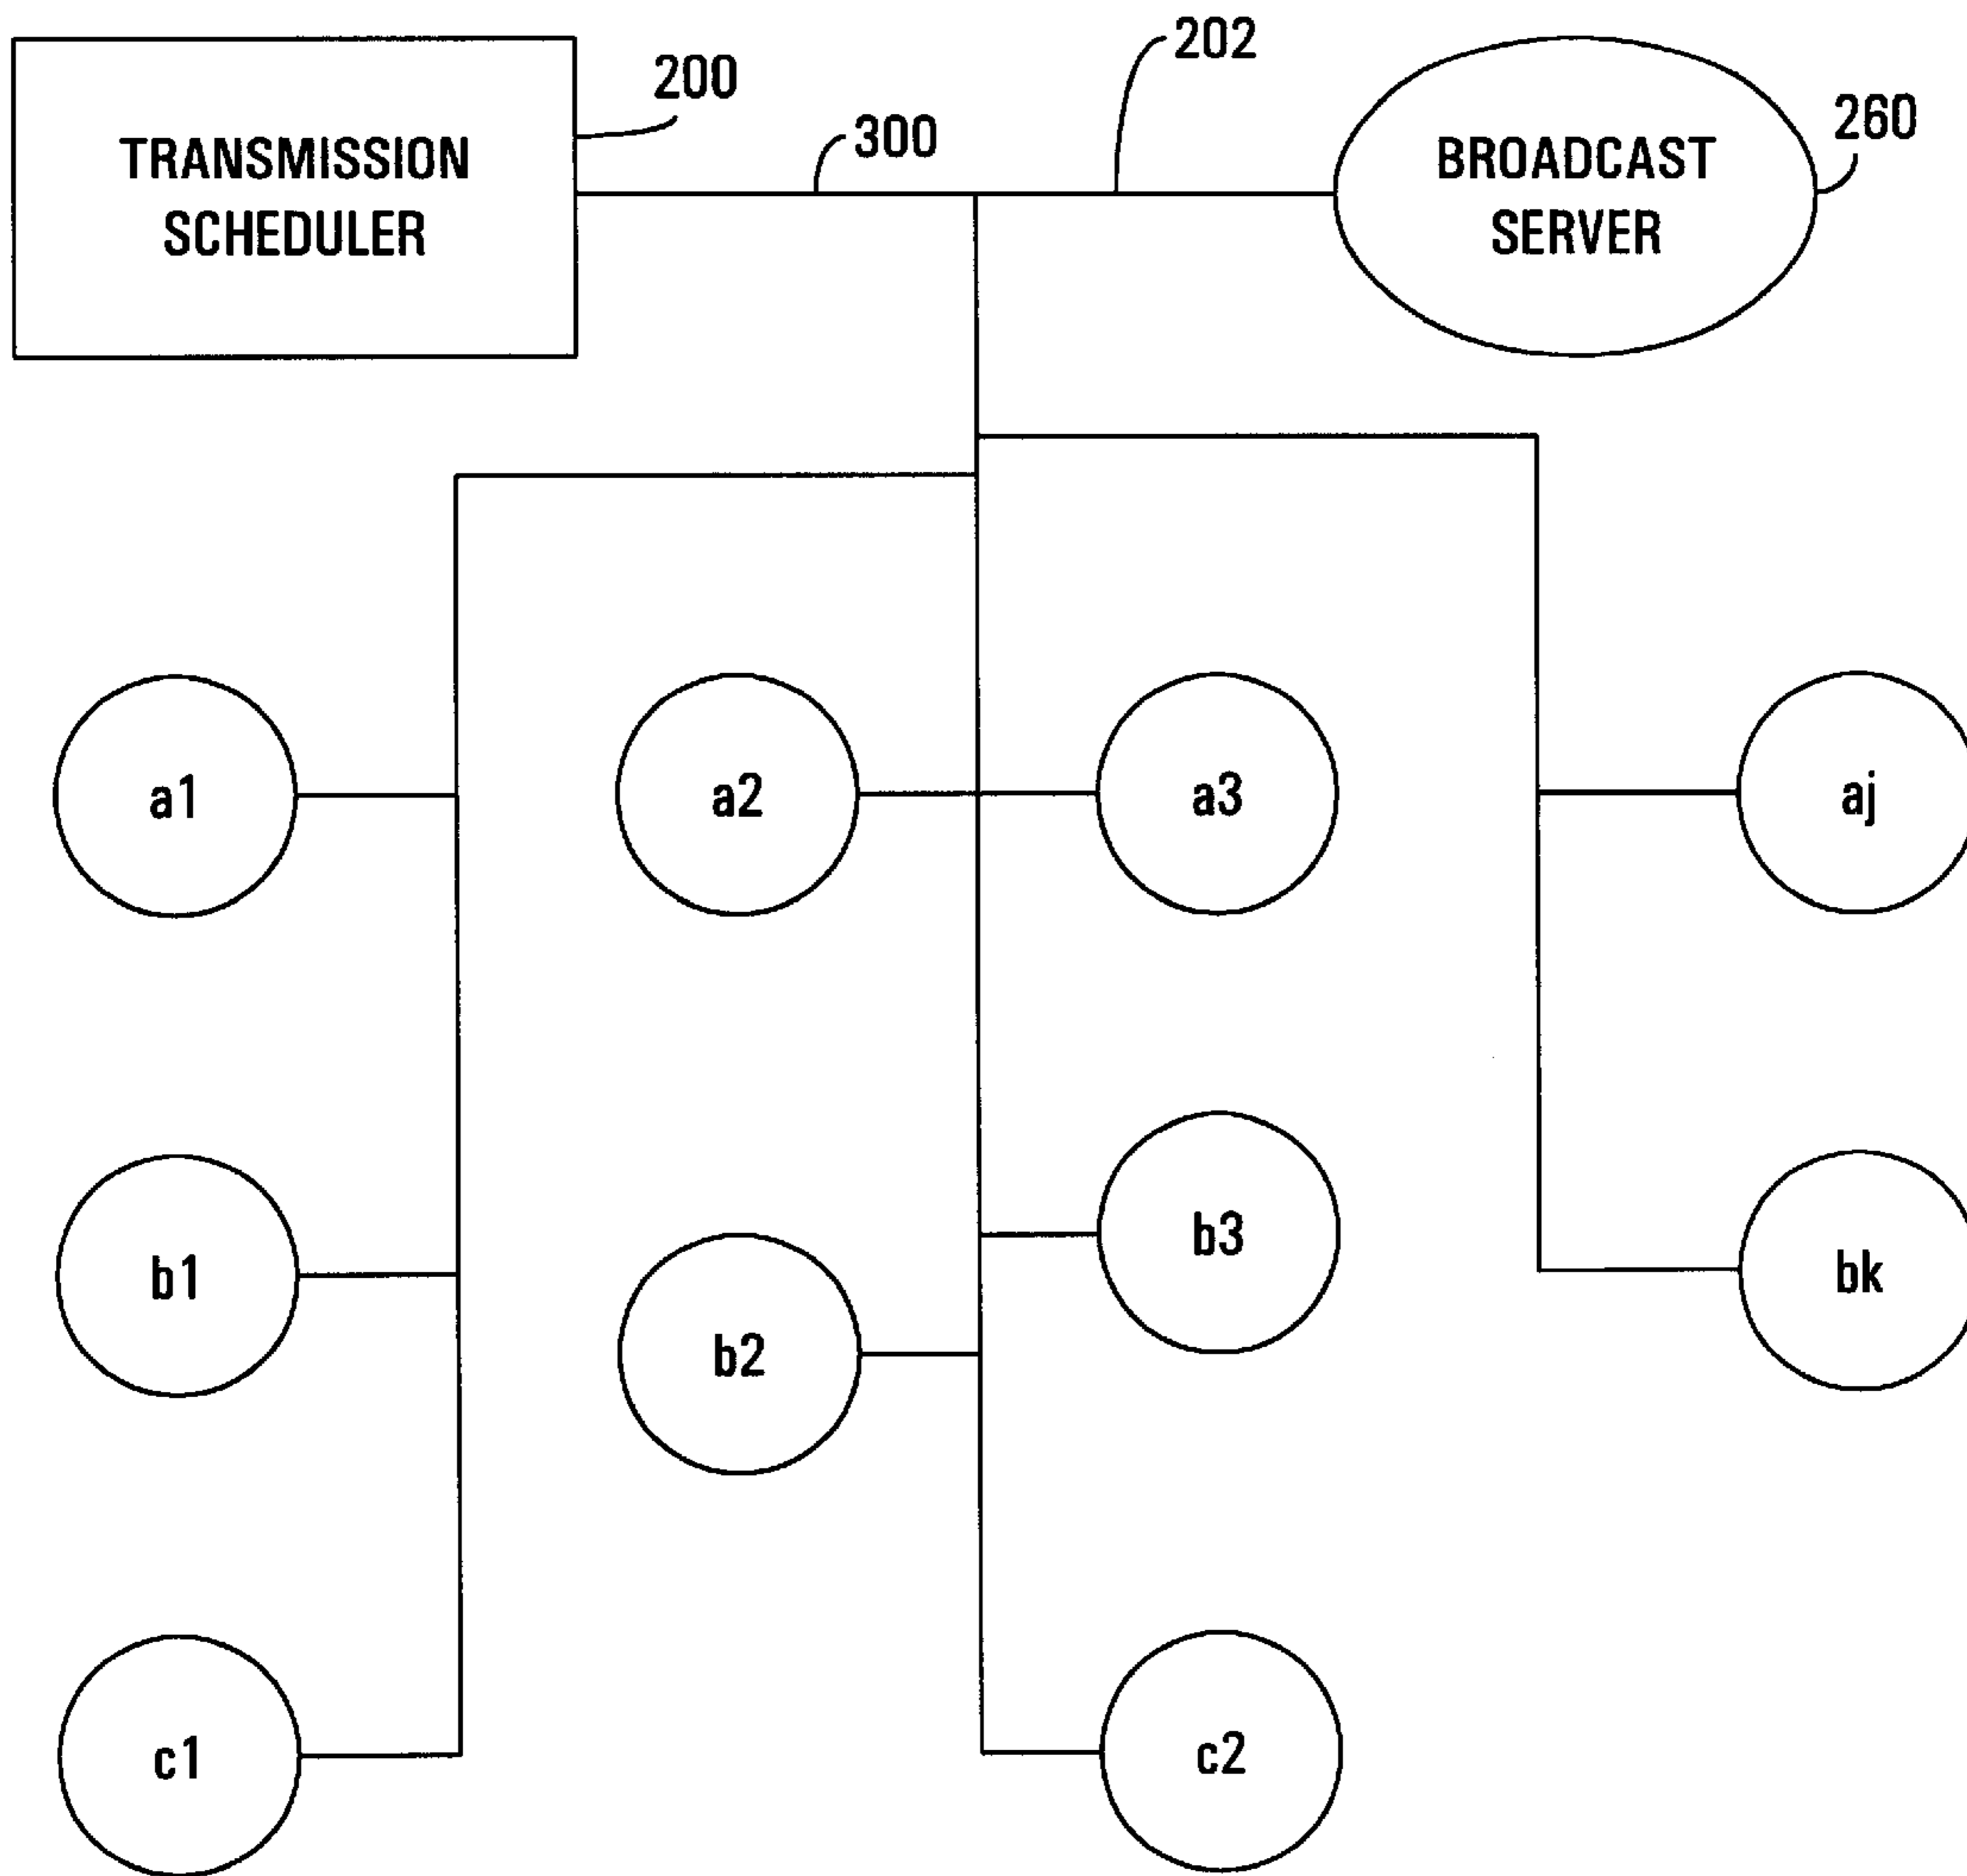 202
200
300
260
TRANSMISSION
SCHEDULER
BROADCAST
SERVER
a1
a2
a3
aj
b1
b2
b3
bk
c1
c2